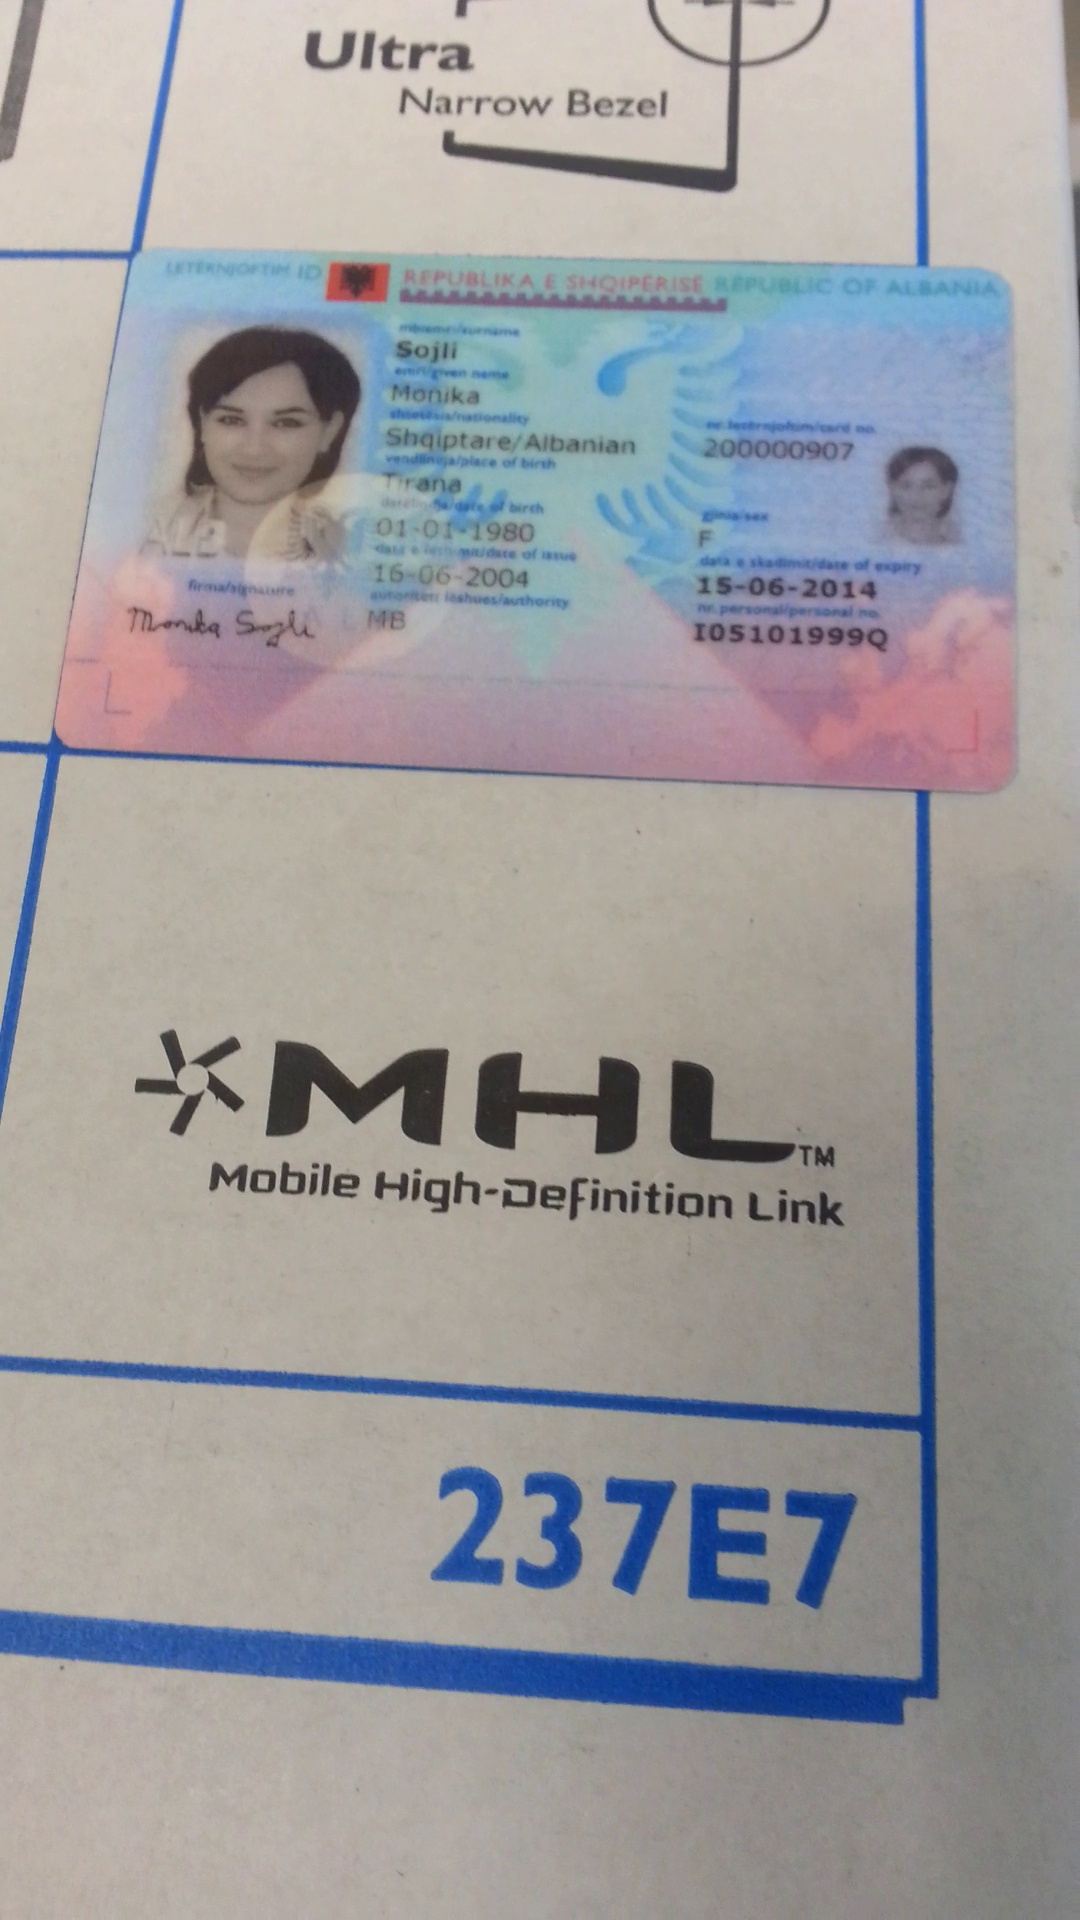 Ultra
Narrow Bezel
LETËRNJOFTIM ID
REPUBLIKA E SHQIPËRISË REPUBLIC OF ALBANIA
mbiemri/surname
Sojli
emri/given name
Monika
shtetësia/nationality
Shqiptare/Albanian
nr. letërnjoftimi/card no.
200000907
vendlindja/place of birth
Tirana
datëlindja/date of birth
01-01-1980
gjinia/sex
F
data e lëshimit/date of issue
16-06-2004
data e skadimit/date of expiry
15-06-2014
autoriteti lëshues/authority
MB
nr. personal/personal no.
I05101999Q
firma/signature
Monika Sojli
MHL™
Mobile High-Definition Link
237E7